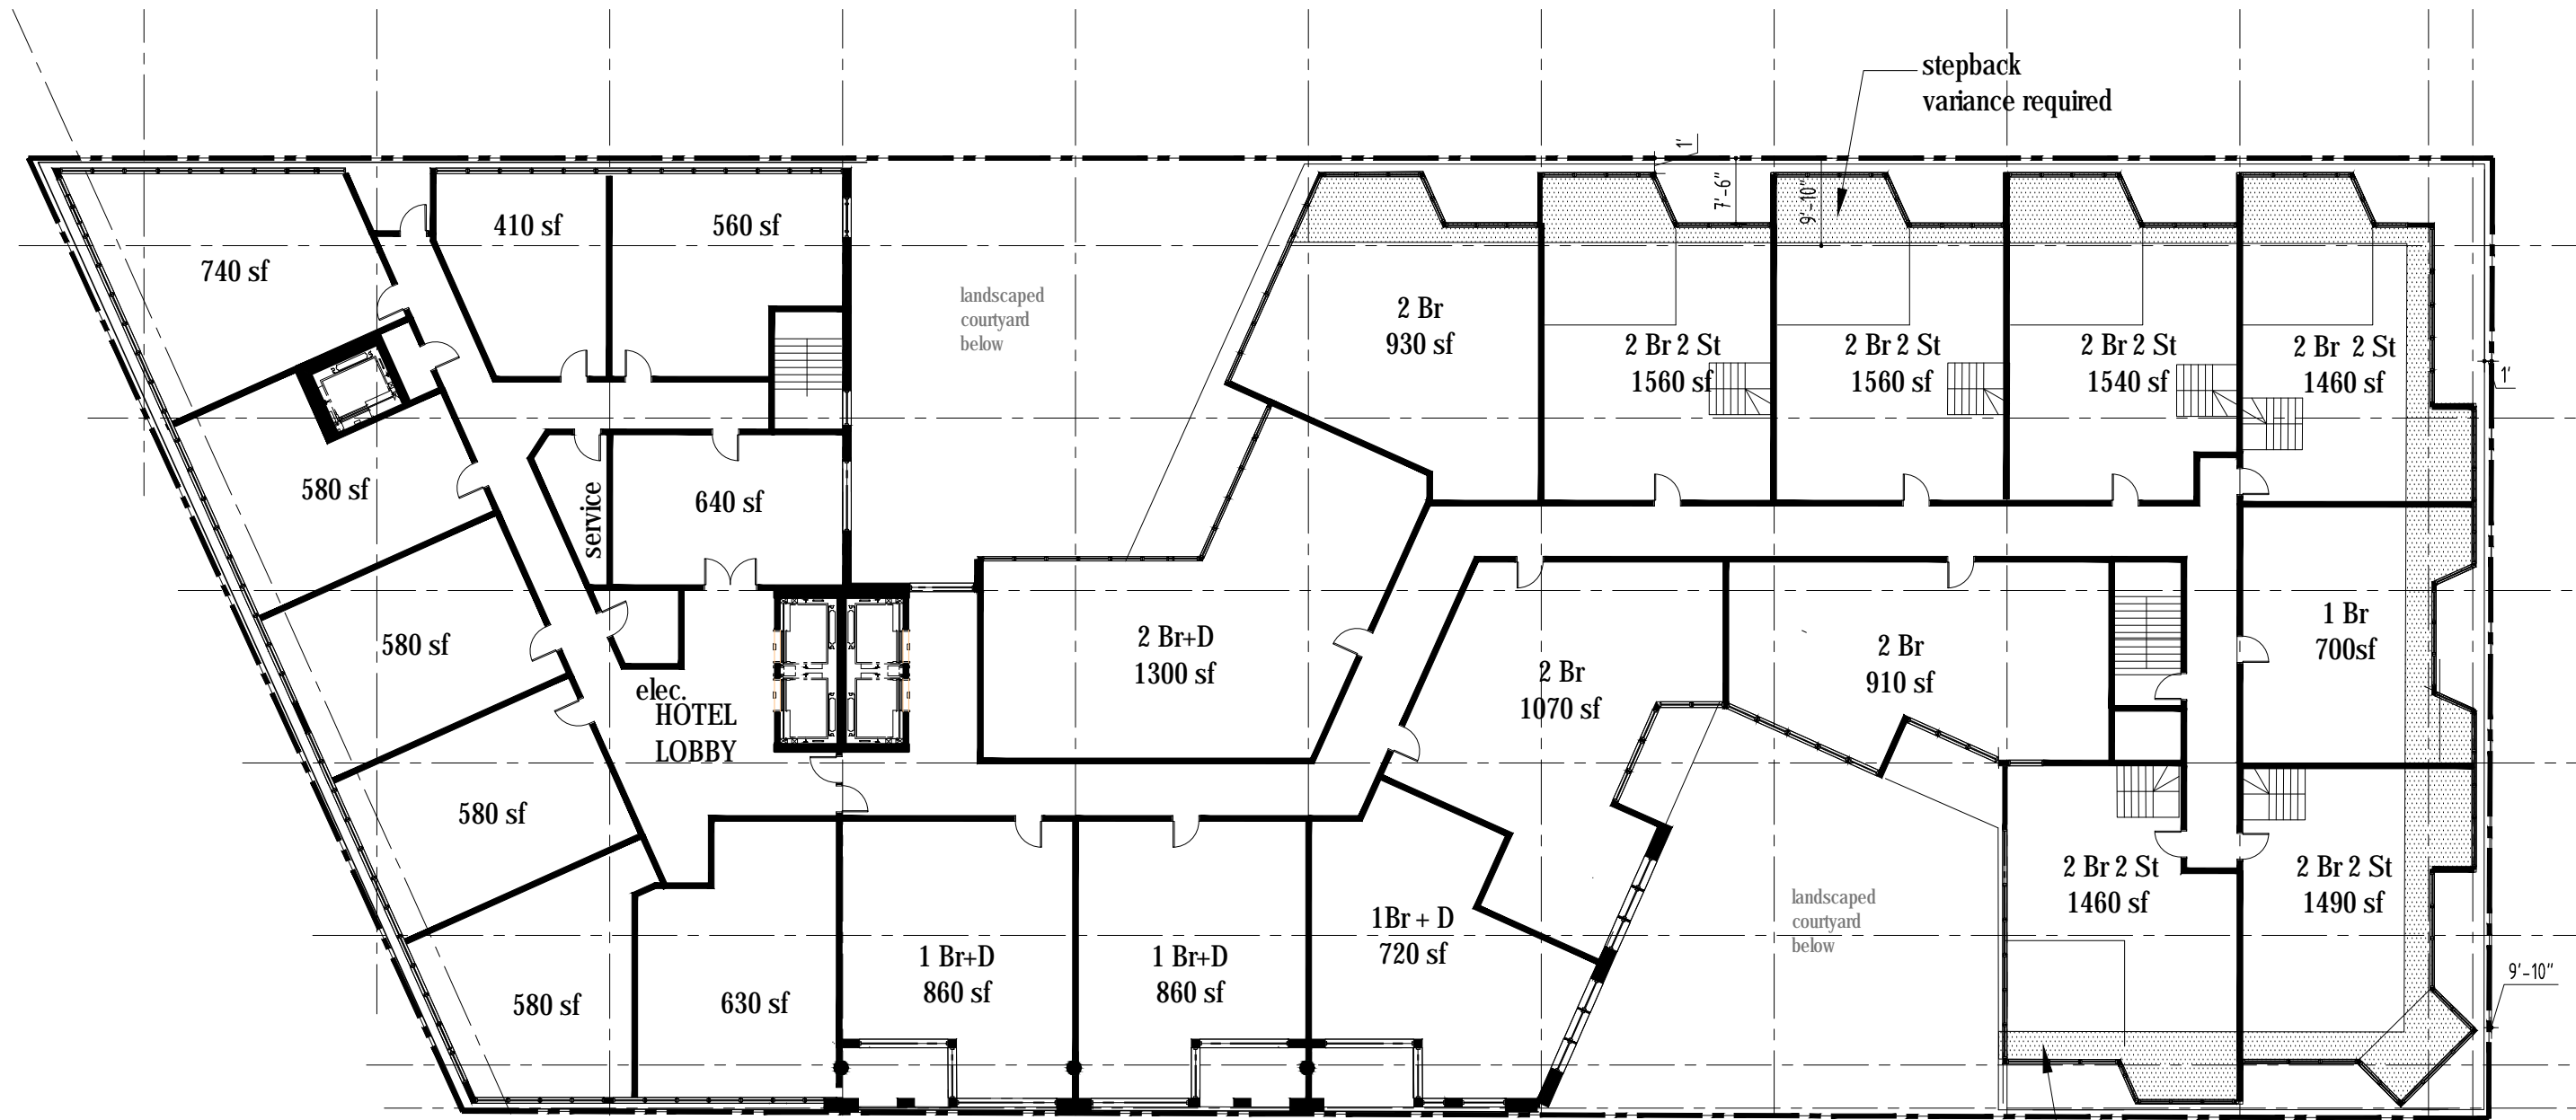 stepback
variance required
1'
7'-6"
9'-10"
410 sf
560 sf
740 sf
landscaped
courtyard
below
2 Br
930 sf
2 Br 2 St
1560 sf
2 Br 2 St
1560 sf
2 Br 2 St
1540 sf
2 Br 2 St
1460 sf
1'
580 sf
service
640 sf
580 sf
2 Br+D
1300 sf
2 Br
1070 sf
2 Br
910 sf
1 Br
700sf
elec.
HOTEL
LOBBY
580 sf
1Br + D
720 sf
landscaped
courtyard
below
2 Br 2 St
1460 sf
2 Br 2 St
1490 sf
580 sf
630 sf
1 Br+D
860 sf
1 Br+D
860 sf
9'-10"